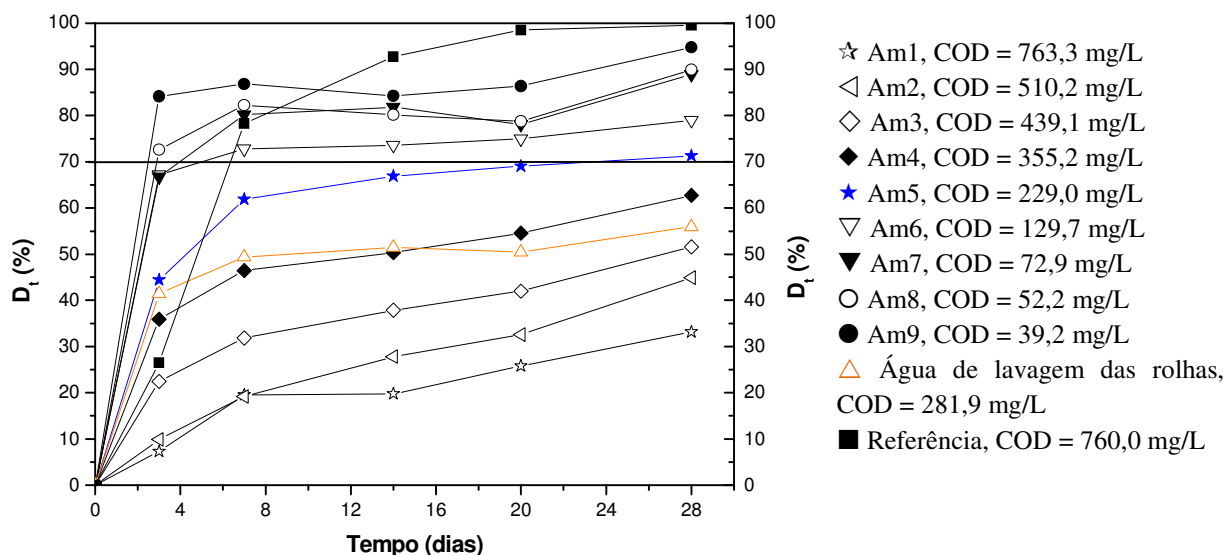 100
90
80
70
60
50
40
30
20
10
0
D_t (%)
100
90
80
70
60
50
40
30
20
10
0
D_t (%)
0 4 8 12 16 20 24 28
Tempo (dias)
Am1, COD = 763,3 mg/L
Am2, COD = 510,2 mg/L
Am3, COD = 439,1 mg/L
Am4, COD = 355,2 mg/L
Am5, COD = 229,0 mg/L
Am6, COD = 129,7 mg/L
Am7, COD = 72,9 mg/L
Am8, COD = 52,2 mg/L
Am9, COD = 39,2 mg/L
Água de lavagem das rolhas,
COD = 281,9 mg/L
Referência, COD = 760,0 mg/L